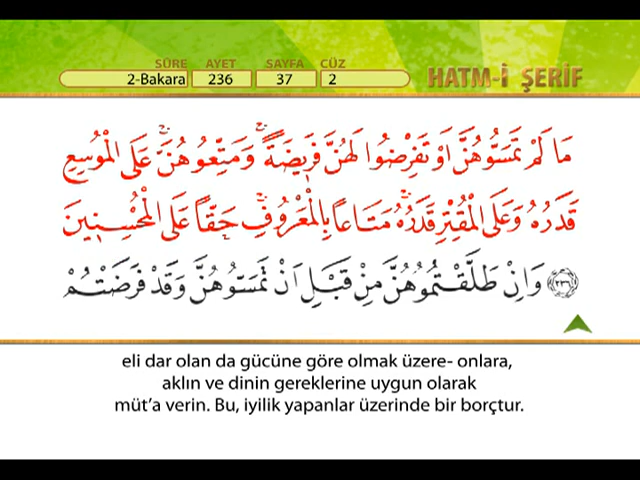 SÛRE AYET SAYFA CÜZ
2-Bakara 236 37 2
HATM-İ ŞERİF
مَا لَمْ تَمَسُّوهُنَّ اَوْ تَفْرِضُوا لَهُنَّ فَرٖيضَةًۚ وَمَتِّعُوهُنَّۚ عَلَى الْمُوسِعِ
قَدَرُهُ وَعَلَى الْمُقْتِرِ قَدَرُهُۚ مَتَاعًا بِالْمَعْرُوفِۚ حَقًّا عَلَى الْمُحْسِنٖينَ
﴿٢٣٦﴾ وَاِنْ طَلَّقْتُمُوهُنَّ مِنْ قَبْلِ اَنْ تَمَسُّوهُنَّ وَقَدْ فَرَضْتُمْ
eli dar olan da gücüne göre olmak üzere- onlara,
aklın ve dinin gereklerine uygun olarak
müt’a verin. Bu, iyilik yapanlar üzerinde bir borçtur.